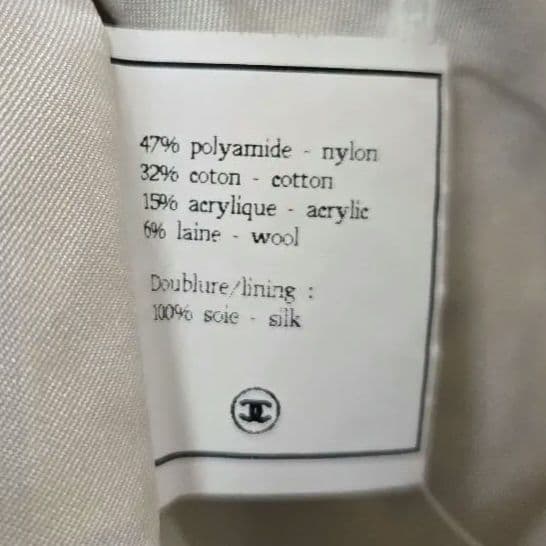 47% polyamide - nylon
32% coton - cotton
15% acrylique - acrylic
6% laine - wool
Doublure/lining :
100% soie - silk